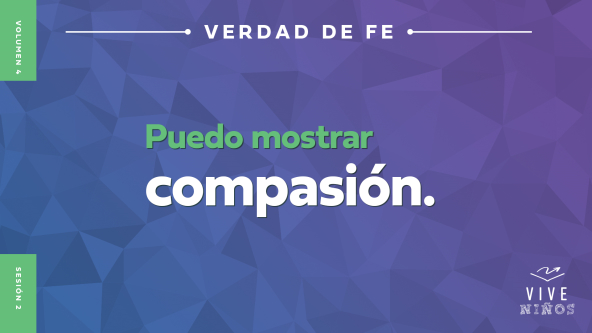 VOLUMEN 4
VERDAD DE FE
Puedo mostrar
compasión.
SESIÓN 2
VIVE
NIÑOS